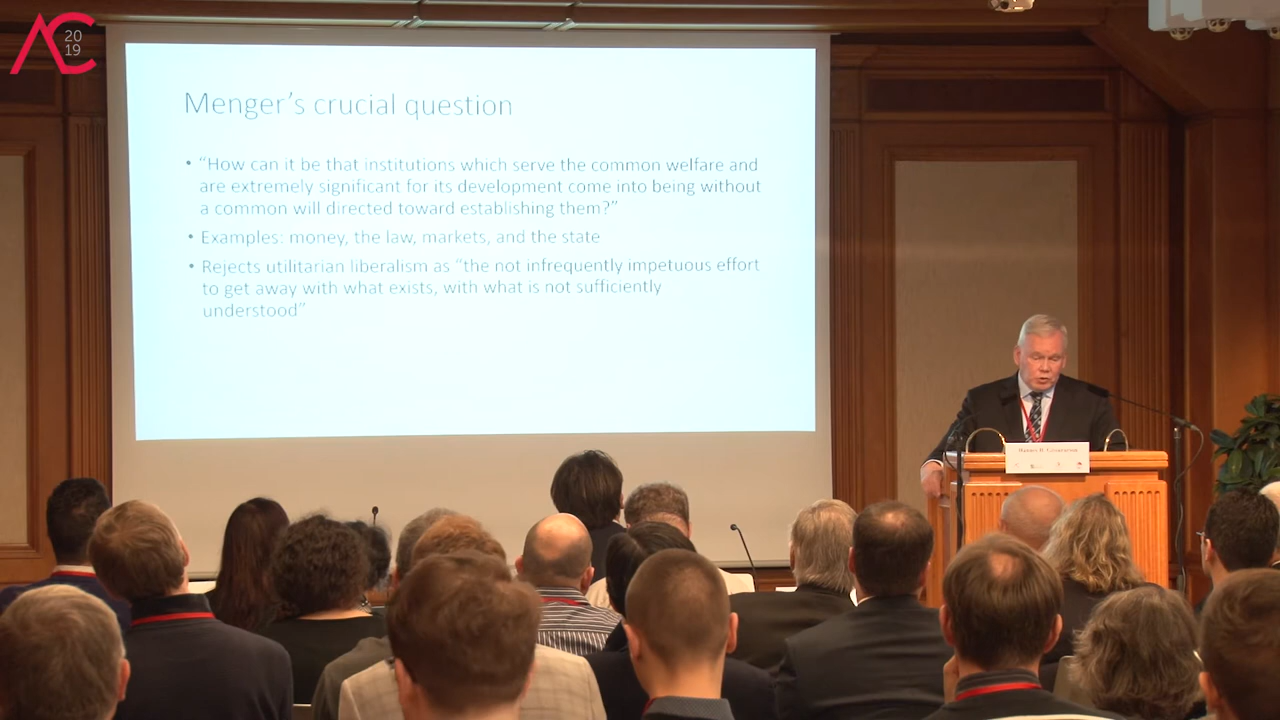 AC
20
19
Menger's crucial question
• "How can it be that institutions which serve the common welfare and
are extremely significant for its development come into being without
a common will directed toward establishing them?"
• Examples: money, the law, markets, and the state
• Rejects utilitarian liberalism as "the not infrequently impetuous effort
to get away with what exists, with what is not sufficiently
understood"
Hannes H. Gissurarson